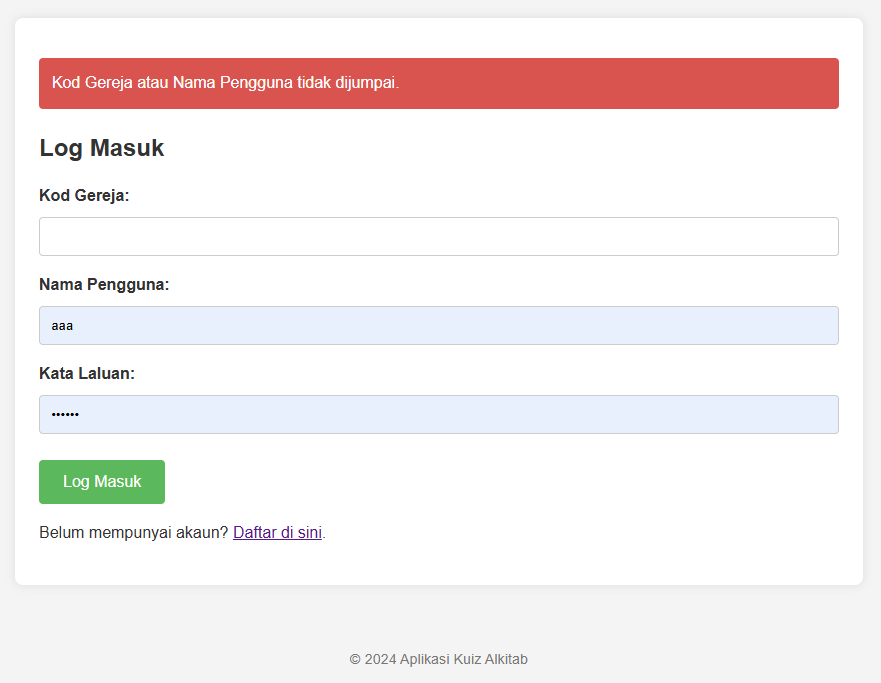 Kod Gereja atau Nama Pengguna tidak dijumpai.
Log Masuk
Kod Gereja:
Nama Pengguna:
aaa
Kata Laluan:
••••••
Log Masuk
Belum mempunyai akaun? Daftar di sini.
© 2024 Aplikasi Kuiz Alkitab